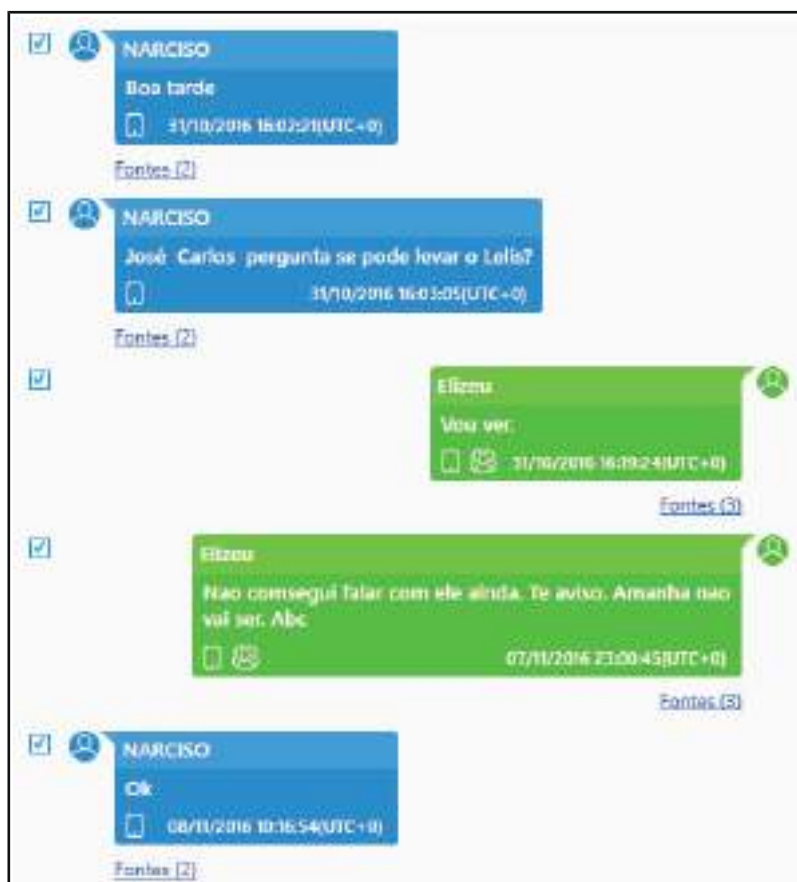 NARCISO
Boa tarde
31/10/2016 16:02:21(UTC+0)
Fontes (2)
NARCISO
José Carlos pergunta se pode levar o Lelis?
31/10/2016 16:03:05(UTC+0)
Fontes (2)
Elizeu
Vou ver.
31/10/2016 16:19:24(UTC+0)
Fontes (3)
Elizeu
Nao comsegui falar com ele ainda. Te aviso. Amanha nao
vai ser. Abc
07/11/2016 23:00:45(UTC+0)
Fontes (3)
NARCISO
Ok
08/11/2016 10:16:54(UTC+0)
Fontes (2)